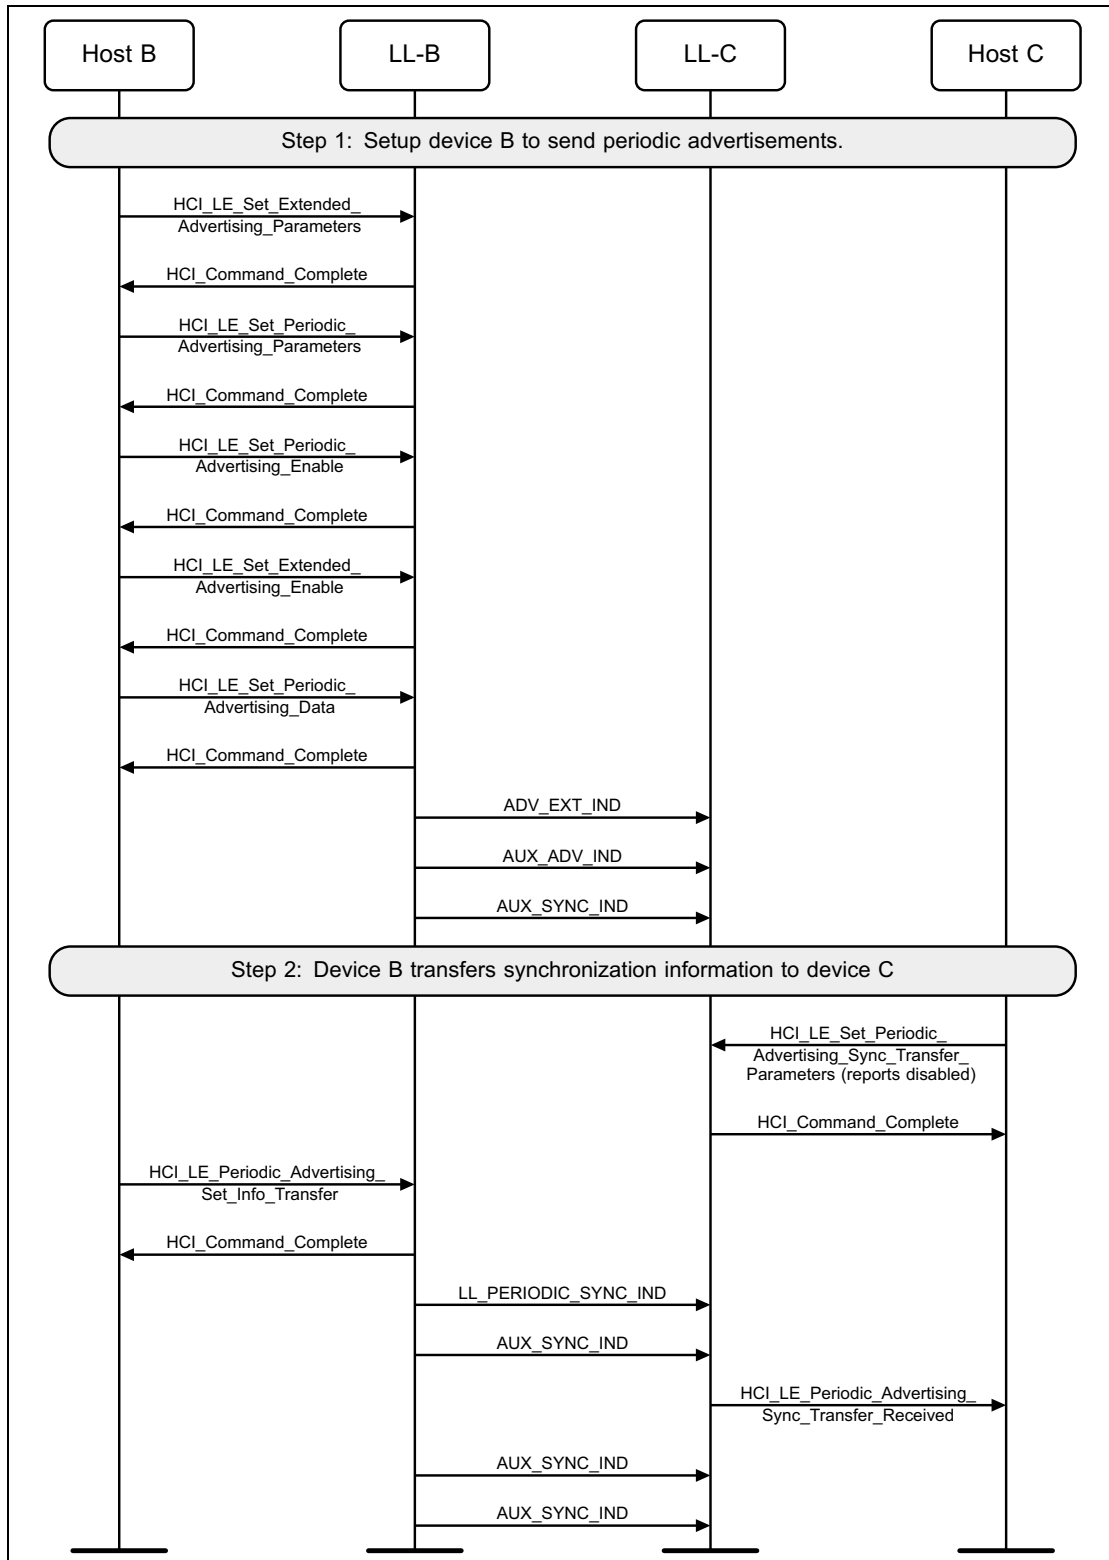 Host B
LL-B
LL-C
Host C
Step 1: Setup device B to send periodic advertisements.
HCI_LE_Set_Extended_
Advertising_Parameters
HCI_Command_Complete
HCI_LE_Set_Periodic_
Advertising_Parameters
HCI_Command_Complete
HCI_LE_Set_Periodic_
Advertising_Enable
HCI_Command_Complete
HCI_LE_Set_Extended_
Advertising_Enable
HCI_Command_Complete
HCI_LE_Set_Periodic_
Advertising_Data
HCI_Command_Complete
ADV_EXT_IND
AUX_ADV_IND
AUX_SYNC_IND
Step 2: Device B transfers synchronization information to device C
HCI_LE_Set_Periodic_
Advertising_Sync_Transfer_
Parameters (reports disabled)
HCI_Command_Complete
HCI_LE_Periodic_Advertising_
Set_Info_Transfer
HCI_Command_Complete
LL_PERIODIC_SYNC_IND
AUX_SYNC_IND
HCI_LE_Periodic_Advertising_
Sync_Transfer_Received
AUX_SYNC_IND
AUX_SYNC_IND